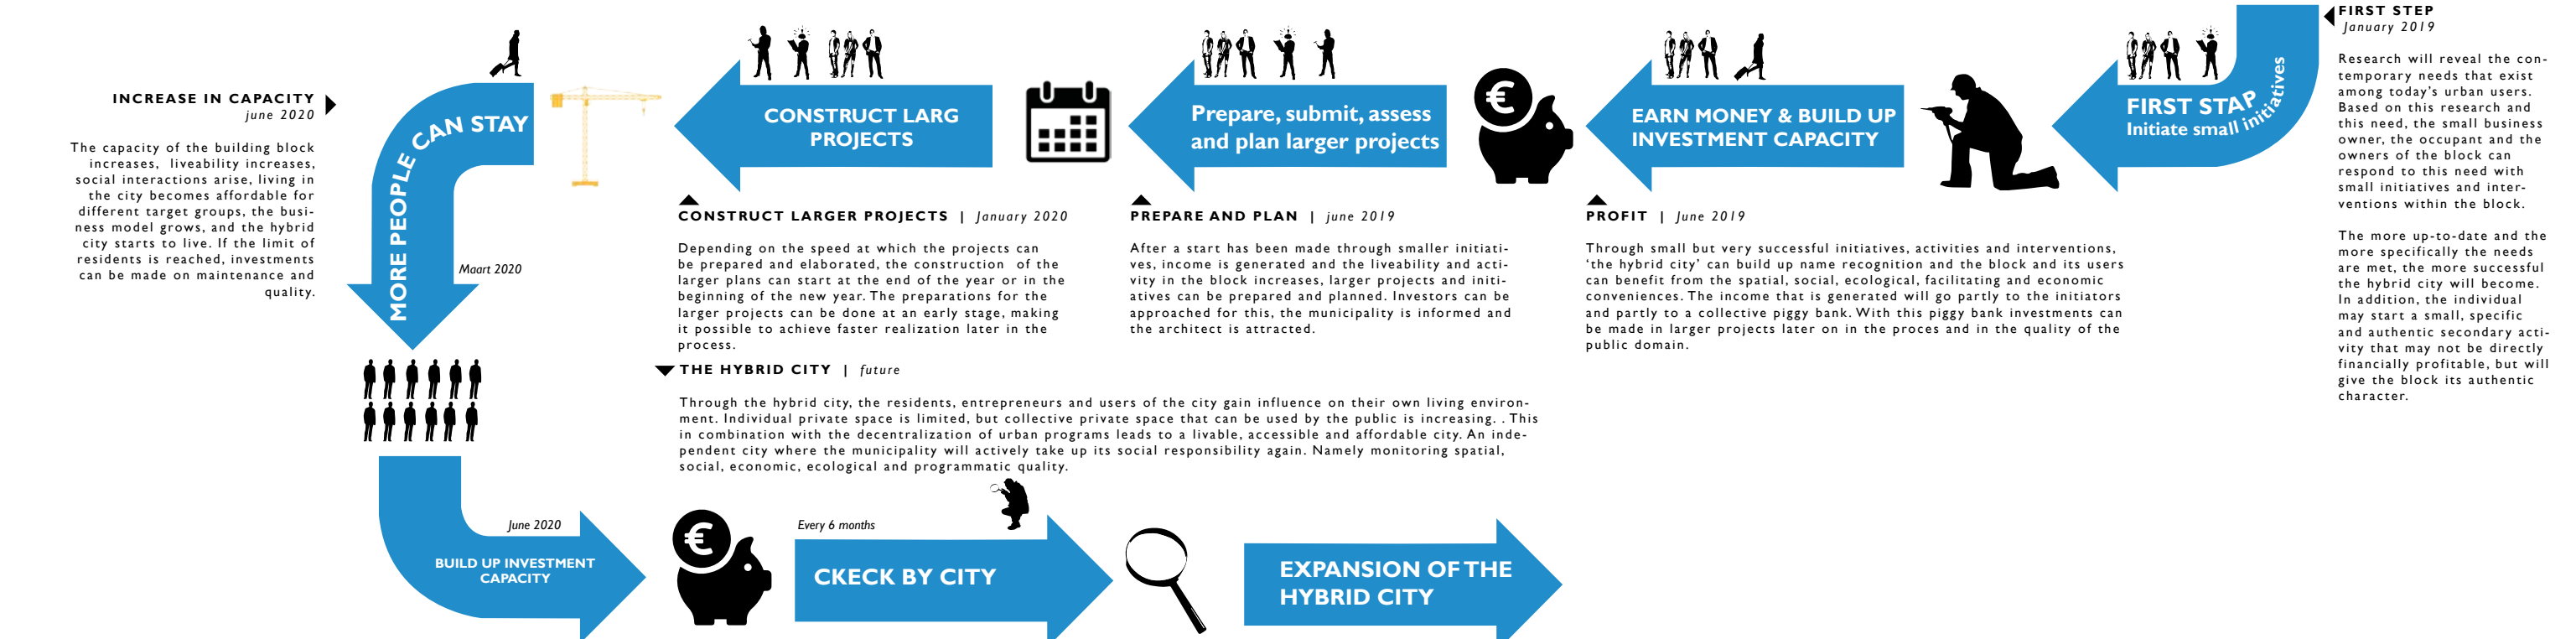 FIRST STEP
January 2019
Research will reveal the con-
temporary needs that exist
among today's urban users.
Based on this research and
this need, the small business
owner, the occupant and the
owners of the block can
respond to this need with
small initiatives and inter-
ventions within the block.
The more up-to-date and the
more specifically the needs
are met, the more successful
the hybrid city will become.
In addition, the individual
may start a small, specific
and authentic secondary acti-
vity that may not be directly
financially profitable, but will
give the block its authentic
character.
FIRST STAP
Initiate small initiatives
EARN MONEY & BUILD UP
INVESTMENT CAPACITY
PROFIT | June 2019
Through small but very successful initiatives, activities and interventions,
‘the hybrid city’ can build up name recognition and the block and its users
can benefit from the spatial, social, ecological, facilitating and economic
conveniences. The income that is generated will go partly to the initiators
and partly to a collective piggy bank. With this piggy bank investments can
be made in larger projects later on in the proces and in the quality of the
public domain.
€
Prepare, submit, assess
and plan larger projects
PREPARE AND PLAN | june 2019
After a start has been made through smaller initiati-
ves, income is generated and the liveability and acti-
vity in the block increases, larger projects and initi-
atives can be prepared and planned. Investors can be
approached for this, the municipality is informed and
the architect is attracted.
CONSTRUCT LARG
PROJECTS
CONSTRUCT LARGER PROJECTS | January 2020
Depending on the speed at which the projects can
be prepared and elaborated, the construction of the
larger plans can start at the end of the year or in the
beginning of the new year. The preparations for the
larger projects can be done at an early stage, making
it possible to achieve faster realization later in the
process.
MORE PEOPLE CAN STAY
Maart 2020
INCREASE IN CAPACITY
june 2020
The capacity of the building block
increases, liveability increases,
social interactions arise, living in
the city becomes affordable for
different target groups, the busi-
ness model grows, and the hybrid
city starts to live. If the limit of
residents is reached, investments
can be made on maintenance and
quality.
THE HYBRID CITY | future
Through the hybrid city, the residents, entrepreneurs and users of the city gain influence on their own living environ-
ment. Individual private space is limited, but collective private space that can be used by the public is increasing. . This
in combination with the decentralization of urban programs leads to a livable, accessible and affordable city. An inde-
pendent city where the municipality will actively take up its social responsibility again. Namely monitoring spatial,
social, economic, ecological and programmatic quality.
June 2020
BUILD UP INVESTMENT
CAPACITY
€
Every 6 months
CKECK BY CITY
EXPANSION OF THE
HYBRID CITY